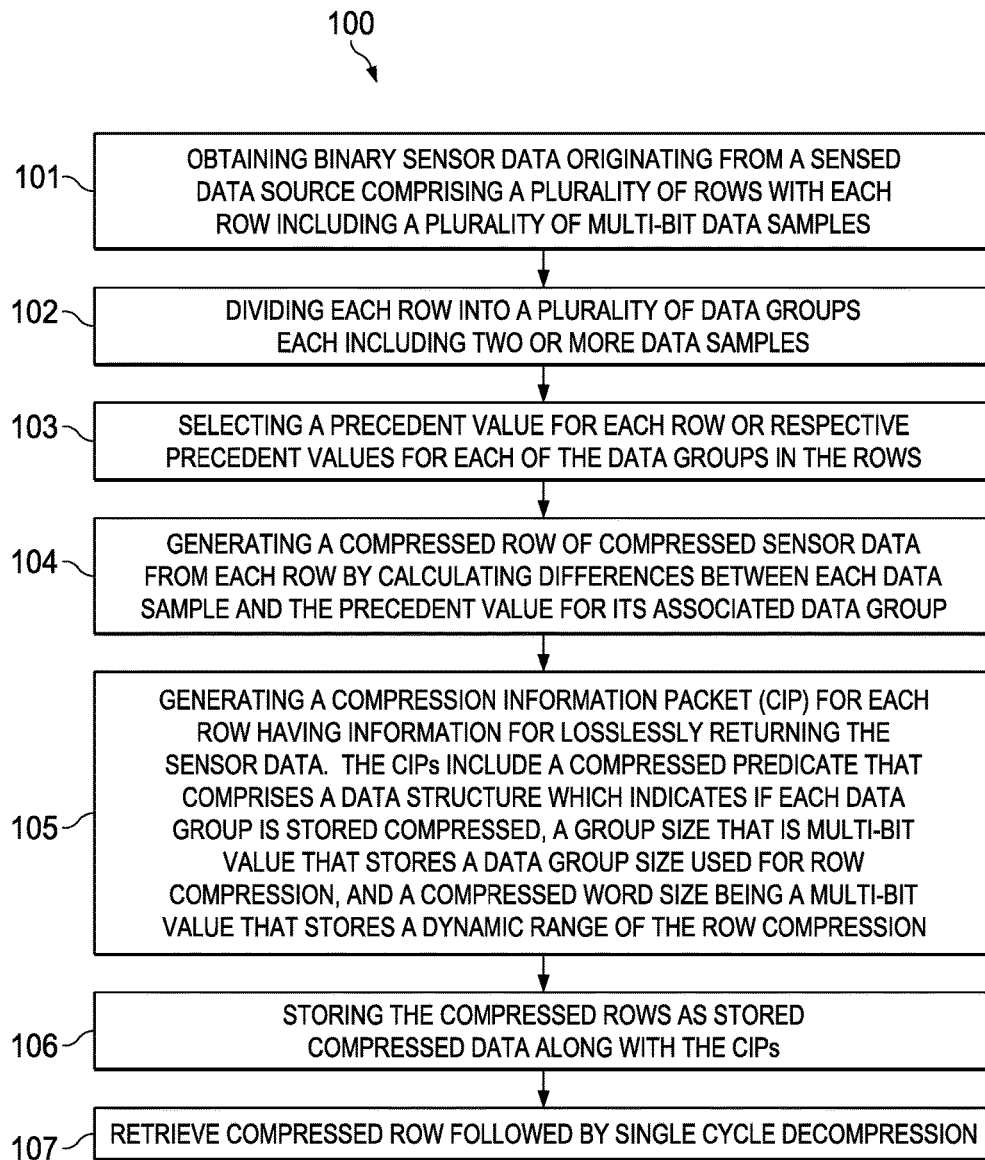 100
101
OBTAINING BINARY SENSOR DATA ORIGINATING FROM A SENSED
DATA SOURCE COMPRISING A PLURALITY OF ROWS WITH EACH
ROW INCLUDING A PLURALITY OF MULTI-BIT DATA SAMPLES
102
DIVIDING EACH ROW INTO A PLURALITY OF DATA GROUPS
EACH INCLUDING TWO OR MORE DATA SAMPLES
103
SELECTING A PRECEDENT VALUE FOR EACH ROW OR RESPECTIVE
PRECEDENT VALUES FOR EACH OF THE DATA GROUPS IN THE ROWS
104
GENERATING A COMPRESSED ROW OF COMPRESSED SENSOR DATA
FROM EACH ROW BY CALCULATING DIFFERENCES BETWEEN EACH DATA
SAMPLE AND THE PRECEDENT VALUE FOR ITS ASSOCIATED DATA GROUP
105
GENERATING A COMPRESSION INFORMATION PACKET (CIP) FOR EACH
ROW HAVING INFORMATION FOR LOSSLESSLY RETURNING THE
SENSOR DATA. THE CIPs INCLUDE A COMPRESSED PREDICATE THAT
COMPRISES A DATA STRUCTURE WHICH INDICATES IF EACH DATA
GROUP IS STORED COMPRESSED, A GROUP SIZE THAT IS MULTI-BIT
VALUE THAT STORES A DATA GROUP SIZE USED FOR ROW
COMPRESSION, AND A COMPRESSED WORD SIZE BEING A MULTI-BIT
VALUE THAT STORES A DYNAMIC RANGE OF THE ROW COMPRESSION
106
STORING THE COMPRESSED ROWS AS STORED
COMPRESSED DATA ALONG WITH THE CIPs
107
RETRIEVE COMPRESSED ROW FOLLOWED BY SINGLE CYCLE DECOMPRESSION